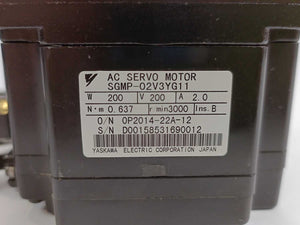 AC SERVO MOTOR
SGMP-02V3YG11
W 200 V 200 A 2.0
N·m 0.637 r/min 3000 Ins. B
O/N OP2014-22A-12
S/N D00158531690012
YASKAWA ELECTRIC CORPORATION JAPAN